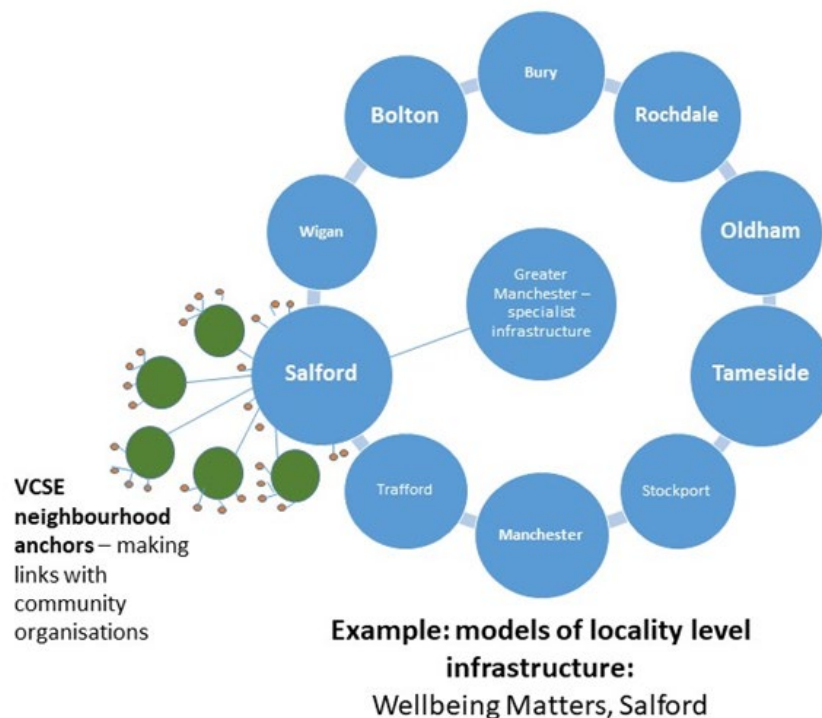 Bury
Bolton
Rochdale
Wigan
Oldham
Greater
Manchester –
specialist
infrastructure
Salford
Tameside
Trafford
Stockport
Manchester
VCSE
neighbourhood
anchors – making
links with
community
organisations
Example: models of locality level
infrastructure:
Wellbeing Matters, Salford